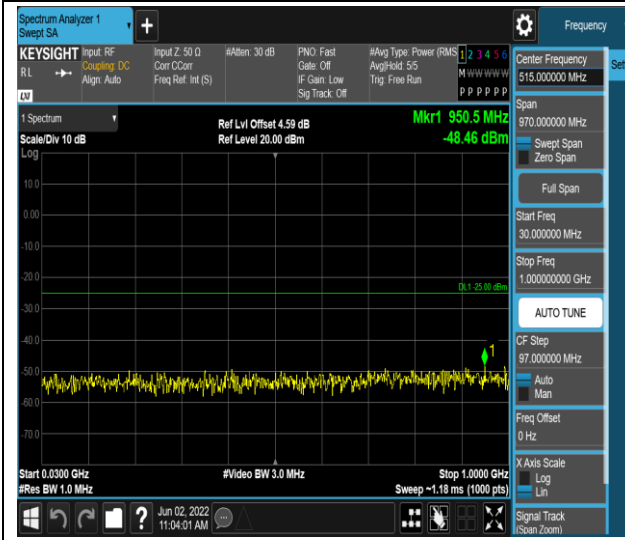 Spectrum Analyzer 1
Swept SA
Frequency
KEYSIGHT
Input: RF
Input Z: 50 Ω
#Atten: 30 dB
PNO: Fast
#Avg Type: Power (RMS
1 2 3 4 5 6
RL
Coupling: DC
Corr CCorr
Gate: Off
Avg|Hold: 5/5
M W W W W W
Align: Auto
Freq Ref: Int (S)
IF Gain: Low
Trig: Free Run
LXI
Sig Track: Off
P P P P P P
Center Frequency
515.000000 MHz
Set
Span
970.000000 MHz
Swept Span
Zero Span
Full Span
Start Freq
30.000000 MHz
Stop Freq
1.000000000 GHz
AUTO TUNE
CF Step
97.000000 MHz
Auto
Man
Freq Offset
0 Hz
X Axis Scale
Log
Lin
Signal Track
(Span Zoom)
1 Spectrum
Ref Lvl Offset 4.59 dB
Mkr1 950.5 MHz
Scale/Div 10 dB
Ref Level 20.00 dBm
-48.46 dBm
Log
10.0
0.00
-10.0
-20.0
DL1 -25.00 dBm
-30.0
-40.0
1
-50.0
-60.0
-70.0
Start 0.0300 GHz
#Video BW 3.0 MHz
Stop 1.0000 GHz
#Res BW 1.0 MHz
Sweep ~1.18 ms (1000 pts)
?
Jun 02, 2022
11:04:01 AM